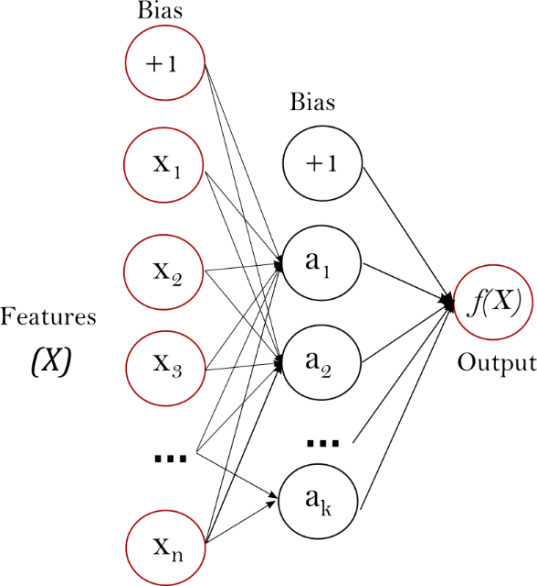 Bias
+1
Bias
x₁
+1
a₁
x₂
f(X)
Features
(X)
x₃
a₂
Output
...
...
aₖ
xₙ